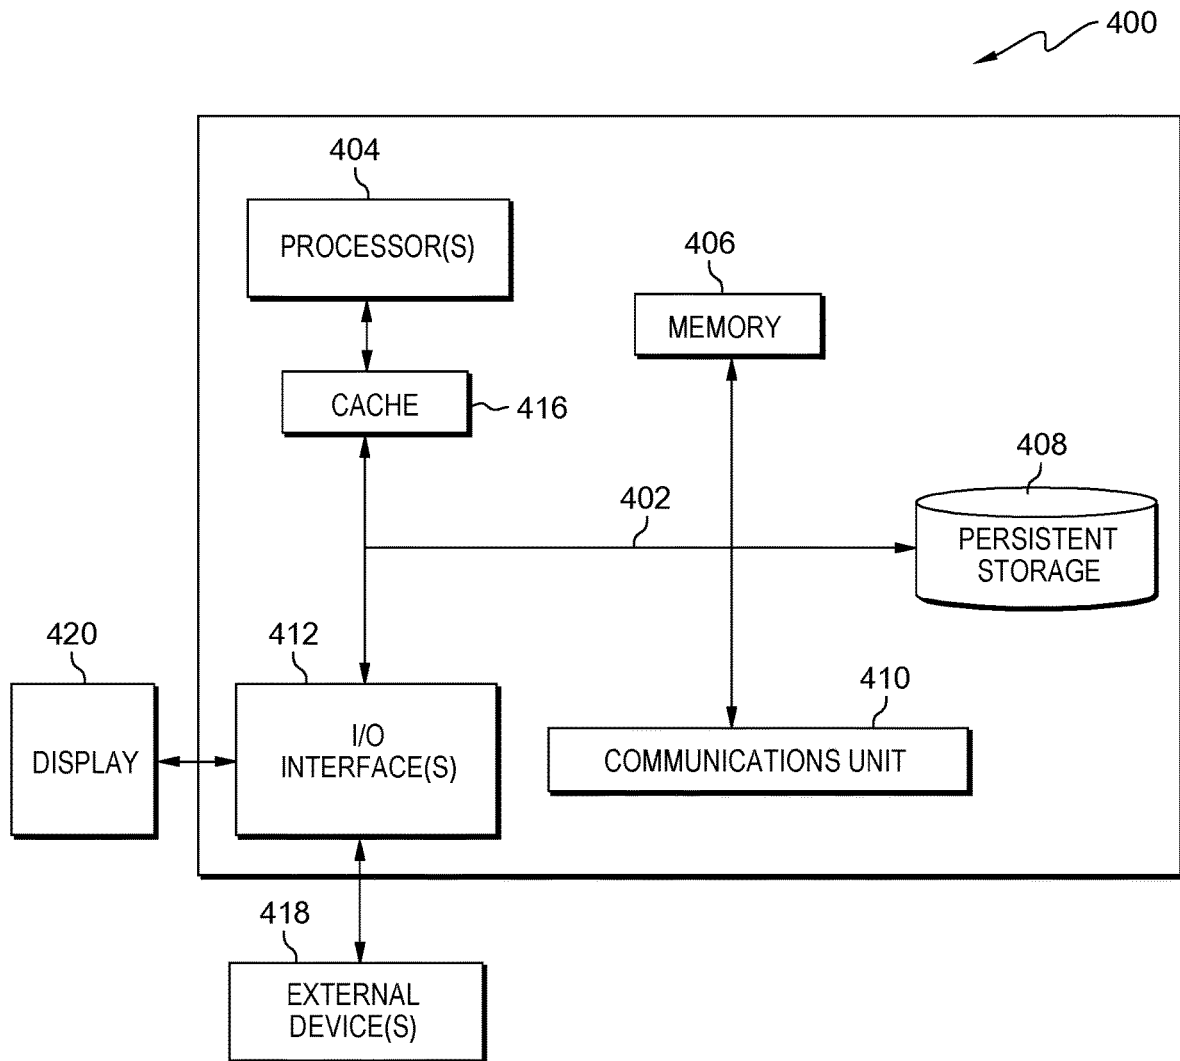 400
404
PROCESSOR(S)
406
MEMORY
CACHE
416
408
402
PERSISTENT
STORAGE
420
412
410
DISPLAY
I/O
INTERFACE(S)
COMMUNICATIONS UNIT
418
EXTERNAL
DEVICE(S)